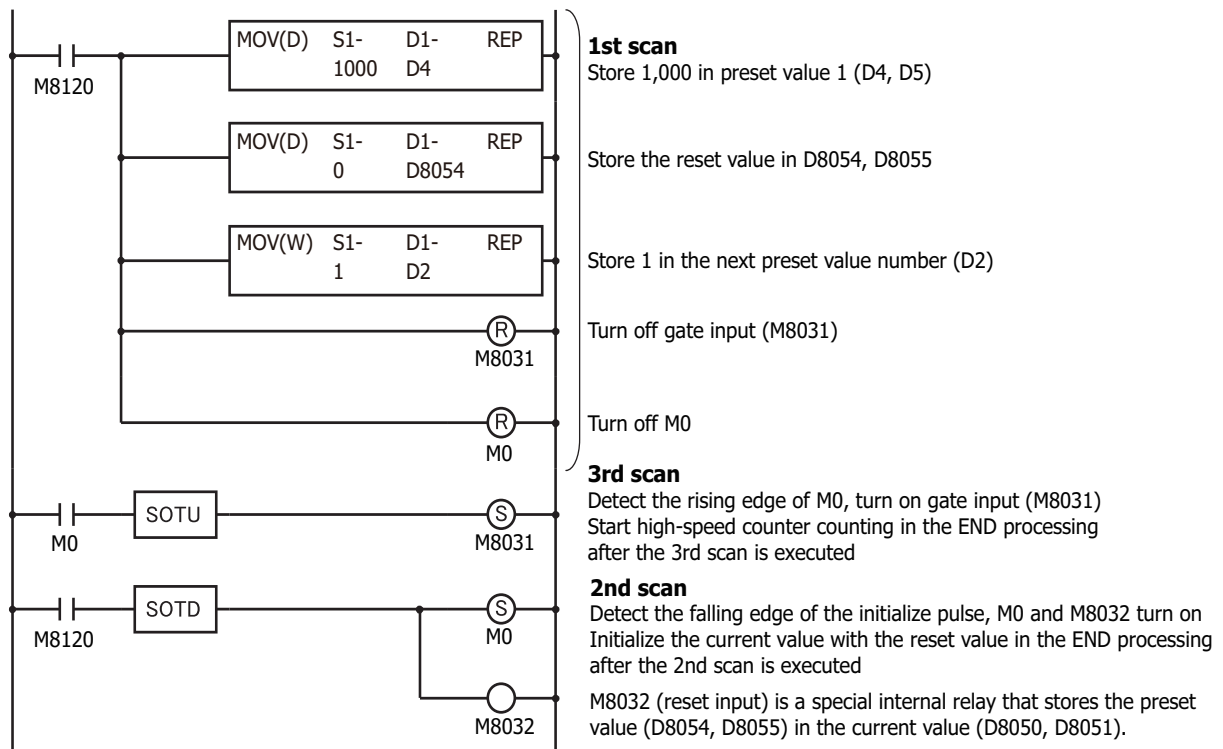 MOV(D) S1- D1- REP
1000 D4
M8120
1st scan
Store 1,000 in preset value 1 (D4, D5)
MOV(D) S1- D1- REP
0 D8054
Store the reset value in D8054, D8055
MOV(W) S1- D1- REP
1 D2
Store 1 in the next preset value number (D2)
R
M8031
Turn off gate input (M8031)
R
M0
Turn off M0
M0
SOTU
S
M8031
3rd scan
Detect the rising edge of M0, turn on gate input (M8031)
Start high-speed counter counting in the END processing
after the 3rd scan is executed
M8120
SOTD
S
M0
2nd scan
Detect the falling edge of the initialize pulse, M0 and M8032 turn on
Initialize the current value with the reset value in the END processing
after the 2nd scan is executed
M8032
M8032 (reset input) is a special internal relay that stores the preset
value (D8054, D8055) in the current value (D8050, D8051).